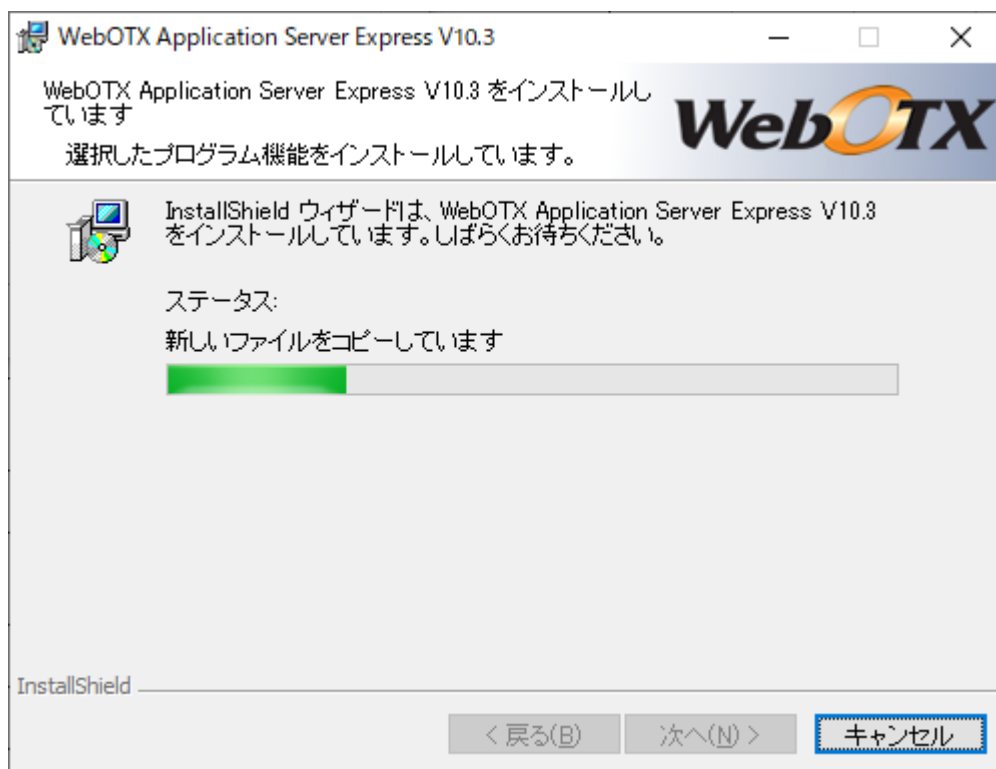 WebOTX Application Server Express V10.3
WebOTX Application Server Express V10.3 をインストールし
ています
WebOTX
選択したプログラム機能をインストールしています。
InstallShield ウィザードは、WebOTX Application Server Express V10.3
をインストールしています。しばらくお待ちください。
ステータス:
新しいファイルをコピーしています
InstallShield
< 戻る(B)
次へ(N) >
キャンセル